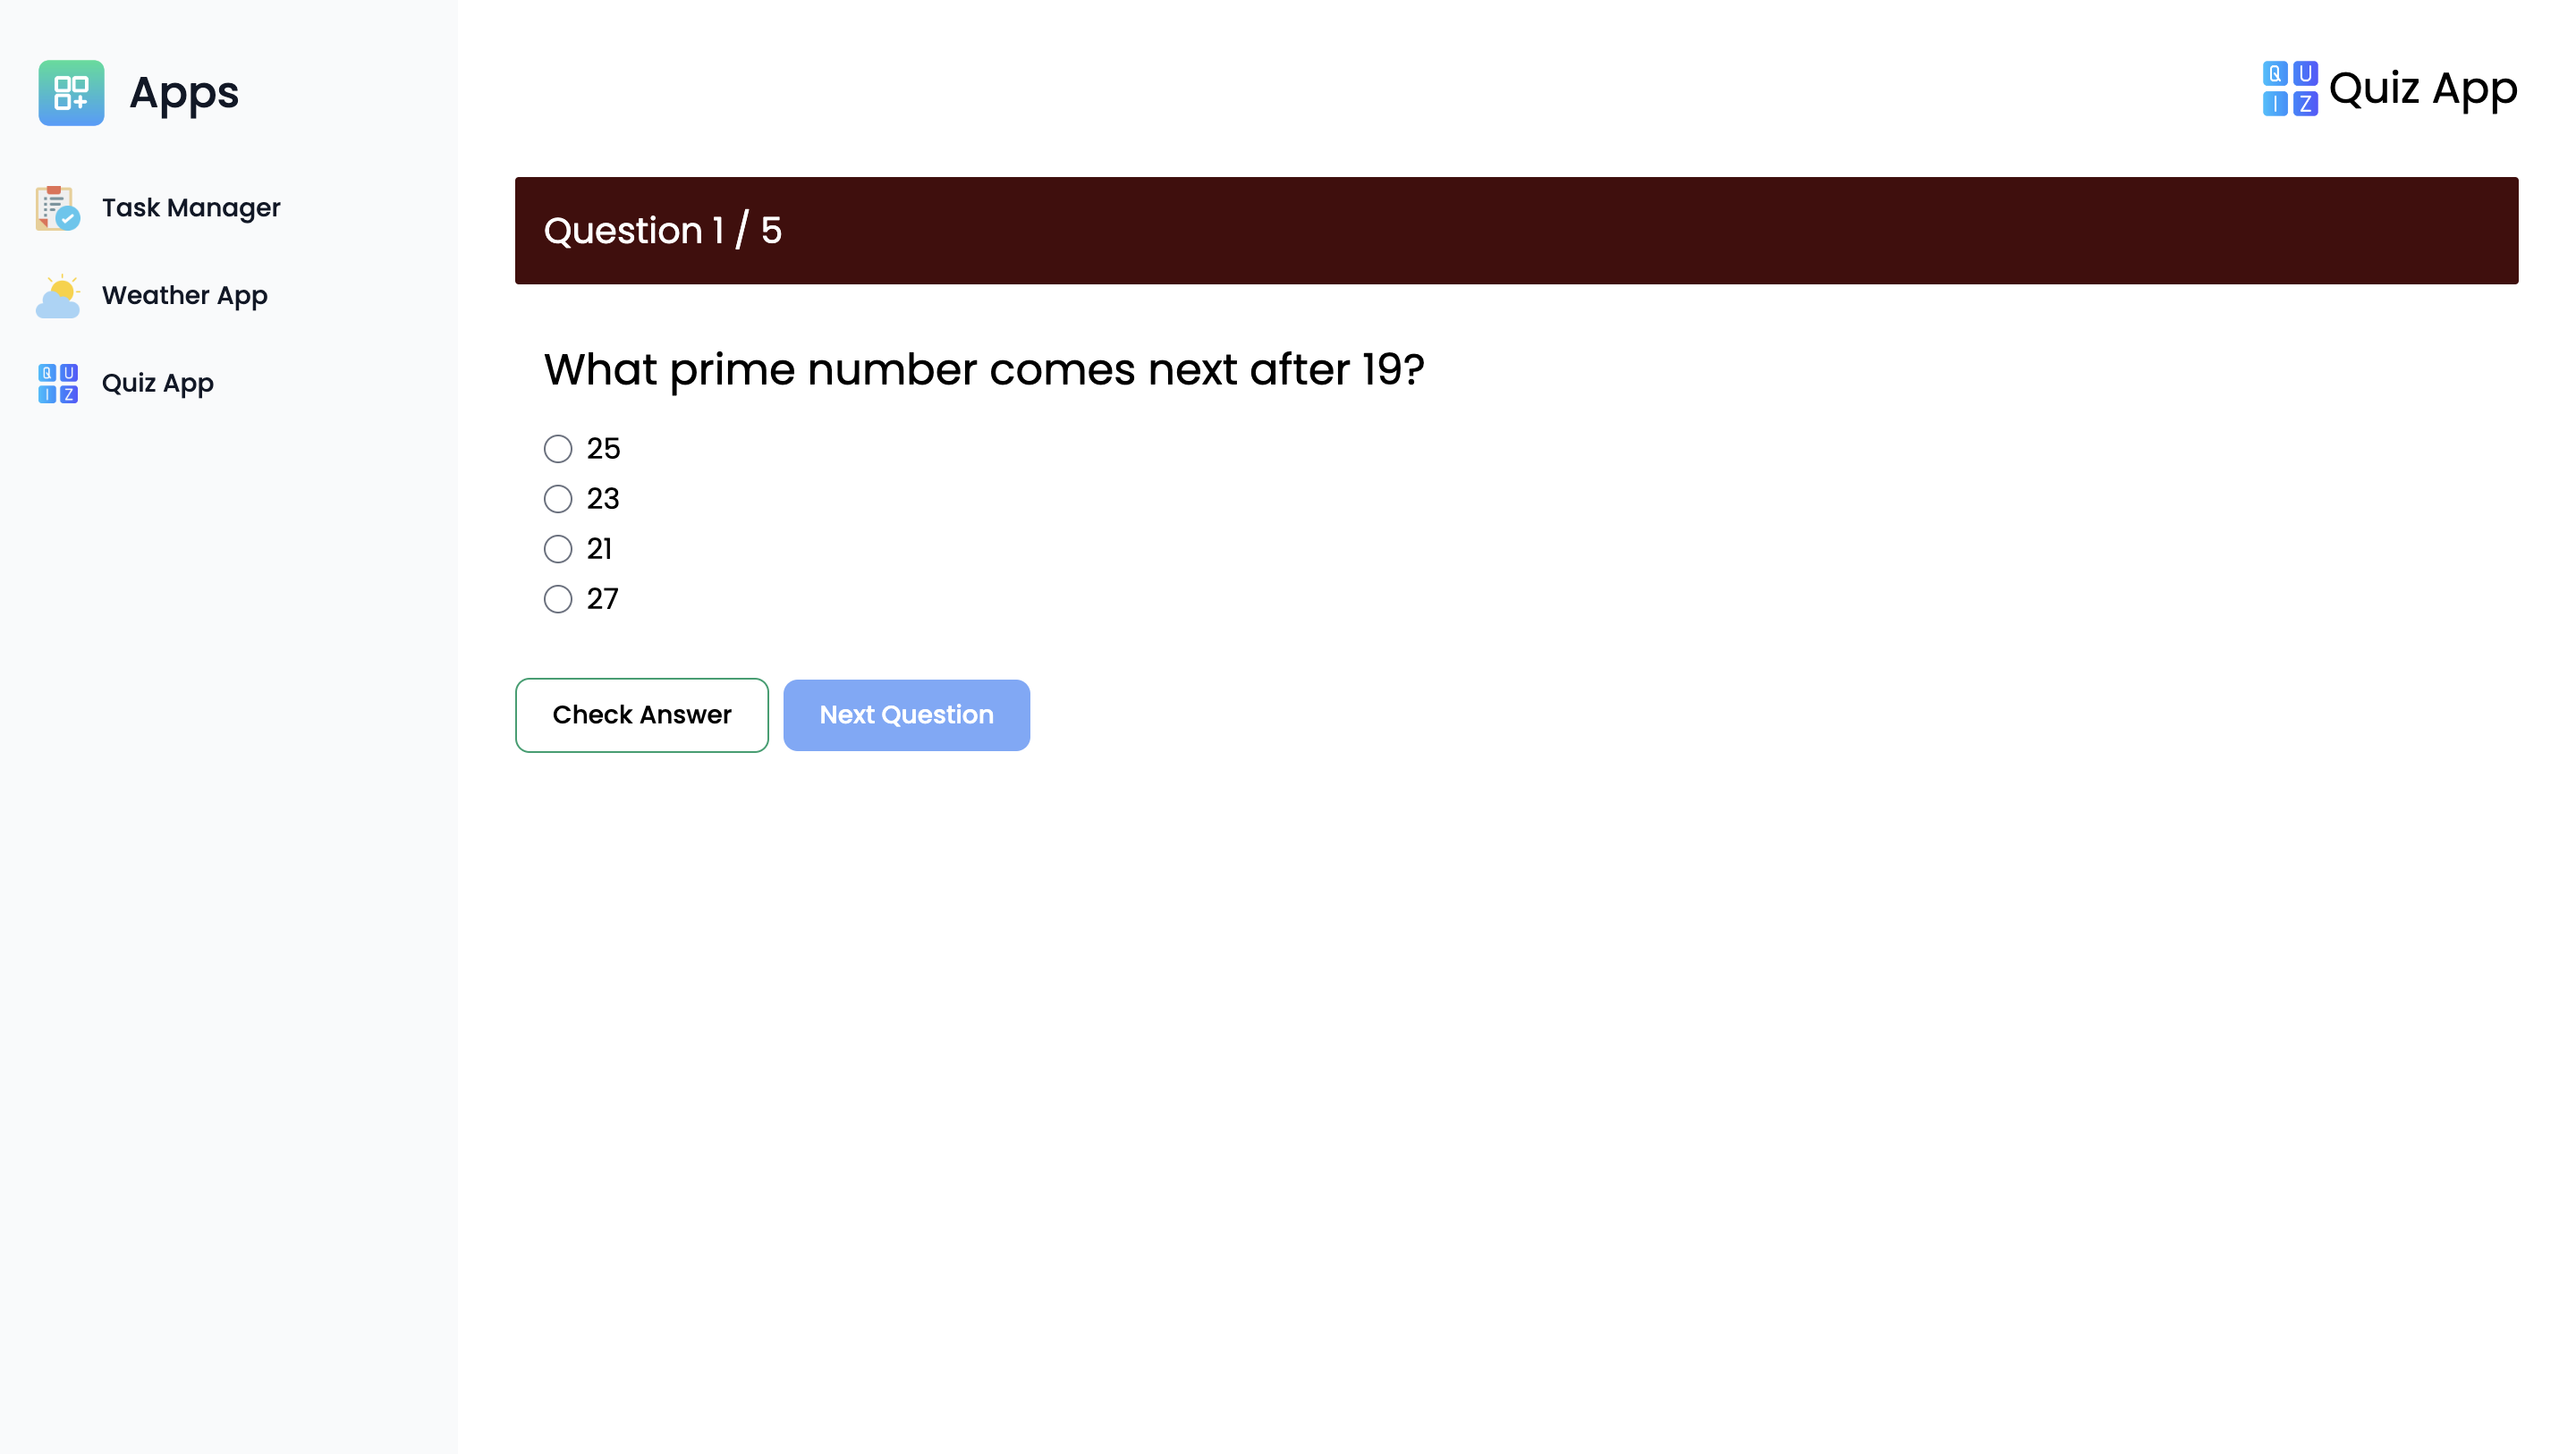 Apps
Task Manager
Weather App
Quiz App
Q U
I Z
Quiz App
Q U
I Z
Question 1 / 5
What prime number comes next after 19?
25
23
21
27
Check Answer
Next Question